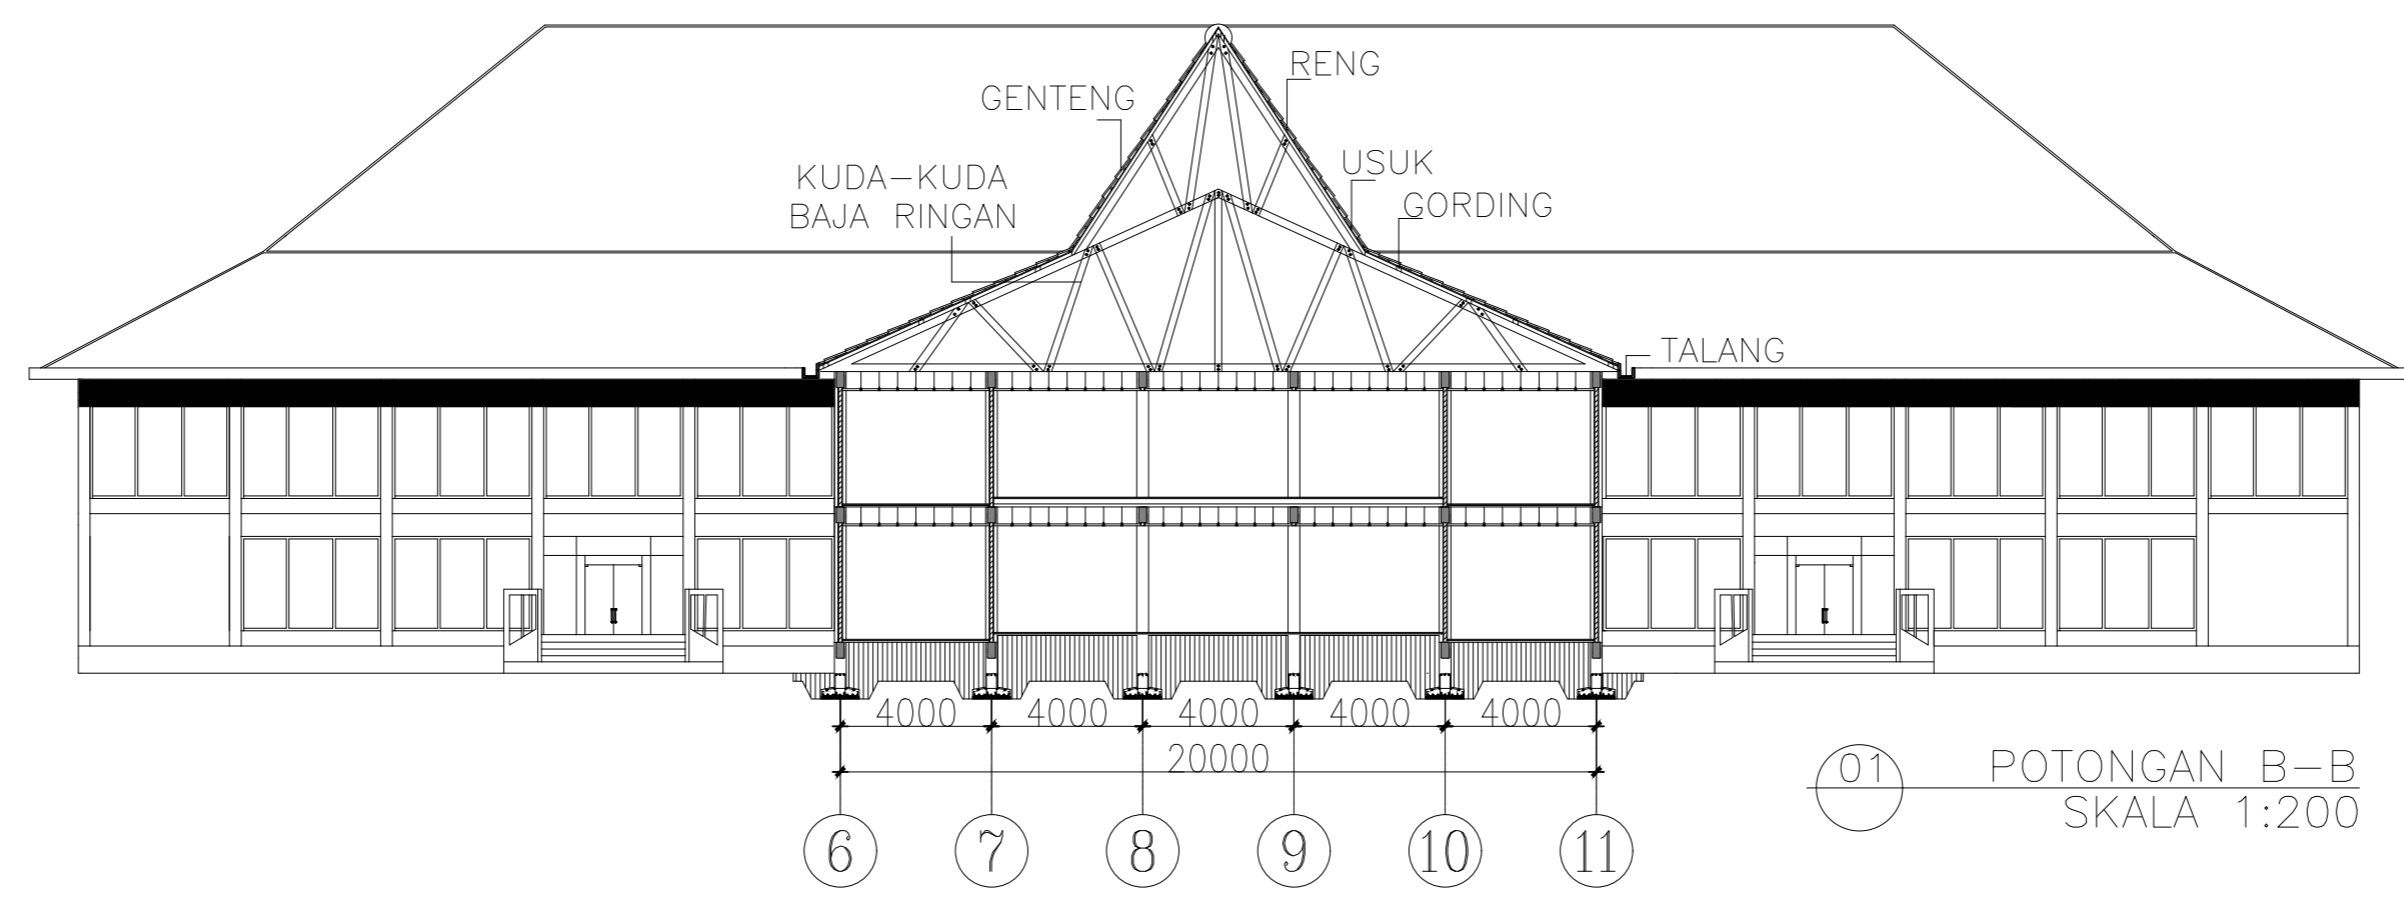 RENG
GENTENG
USUK
KUDA-KUDA
BAJA RINGAN
GORDING
TALANG
4000 4000 4000 4000 4000
20000
01 POTONGAN B-B
SKALA 1:200
6 7 8 9 10 11